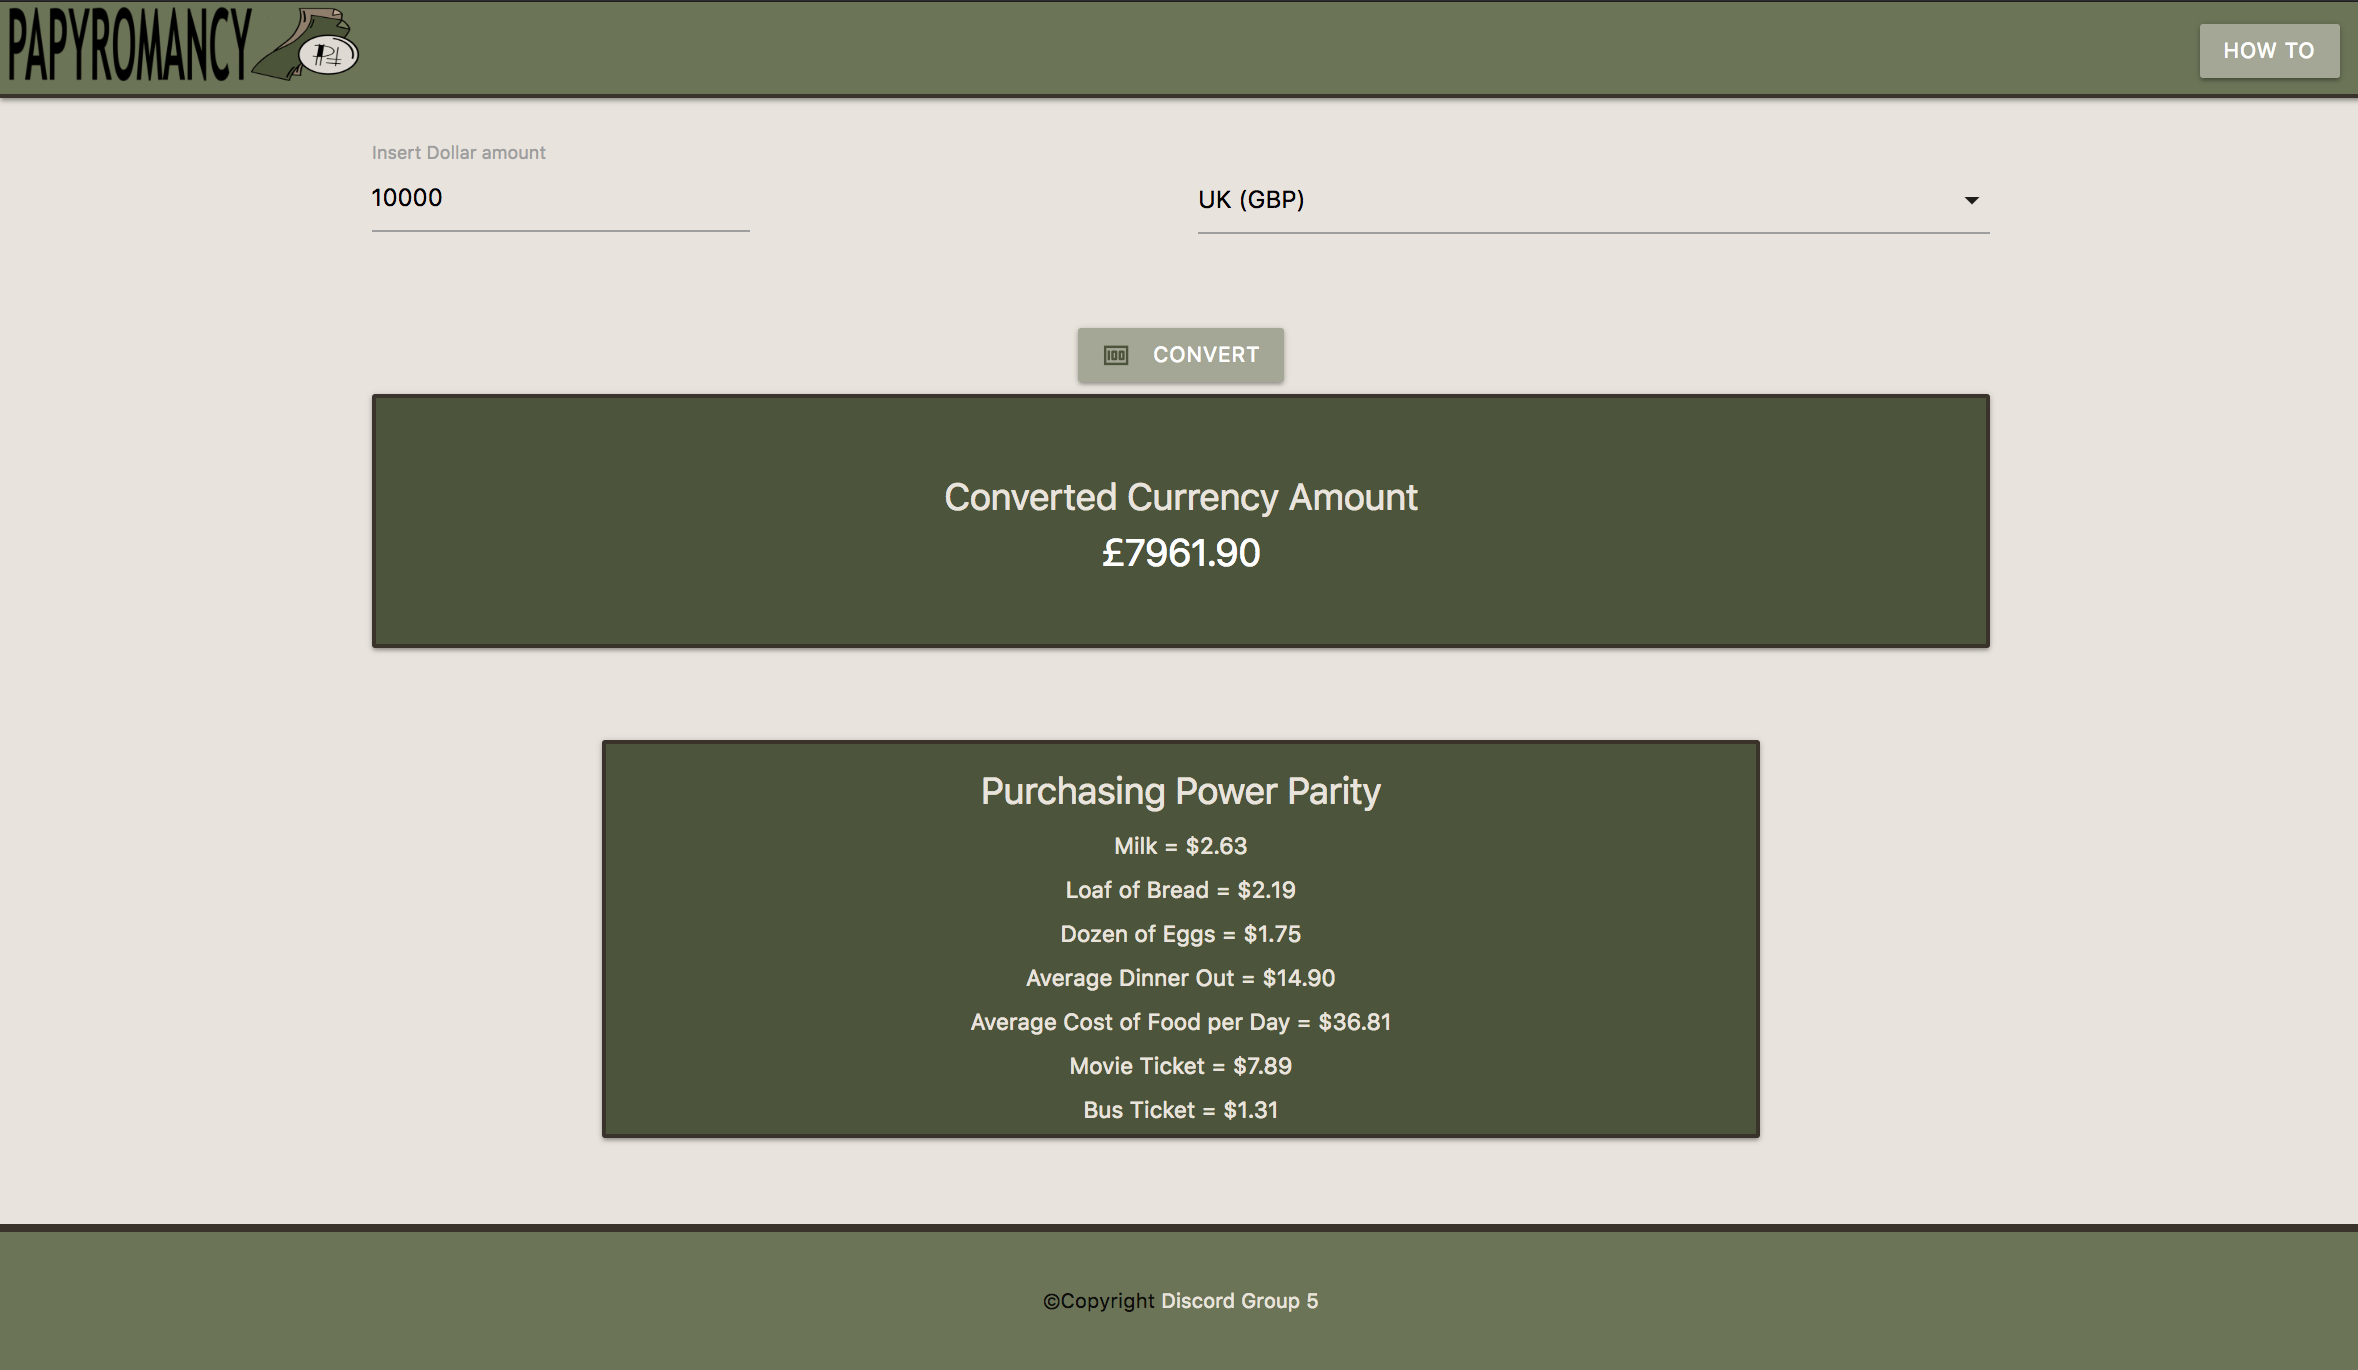 PAPYROMANCY
HOW TO
Insert Dollar amount
10000
UK (GBP)
100 CONVERT
Converted Currency Amount
£7961.90
Purchasing Power Parity
Milk = $2.63
Loaf of Bread = $2.19
Dozen of Eggs = $1.75
Average Dinner Out = $14.90
Average Cost of Food per Day = $36.81
Movie Ticket = $7.89
Bus Ticket = $1.31
©Copyright Discord Group 5